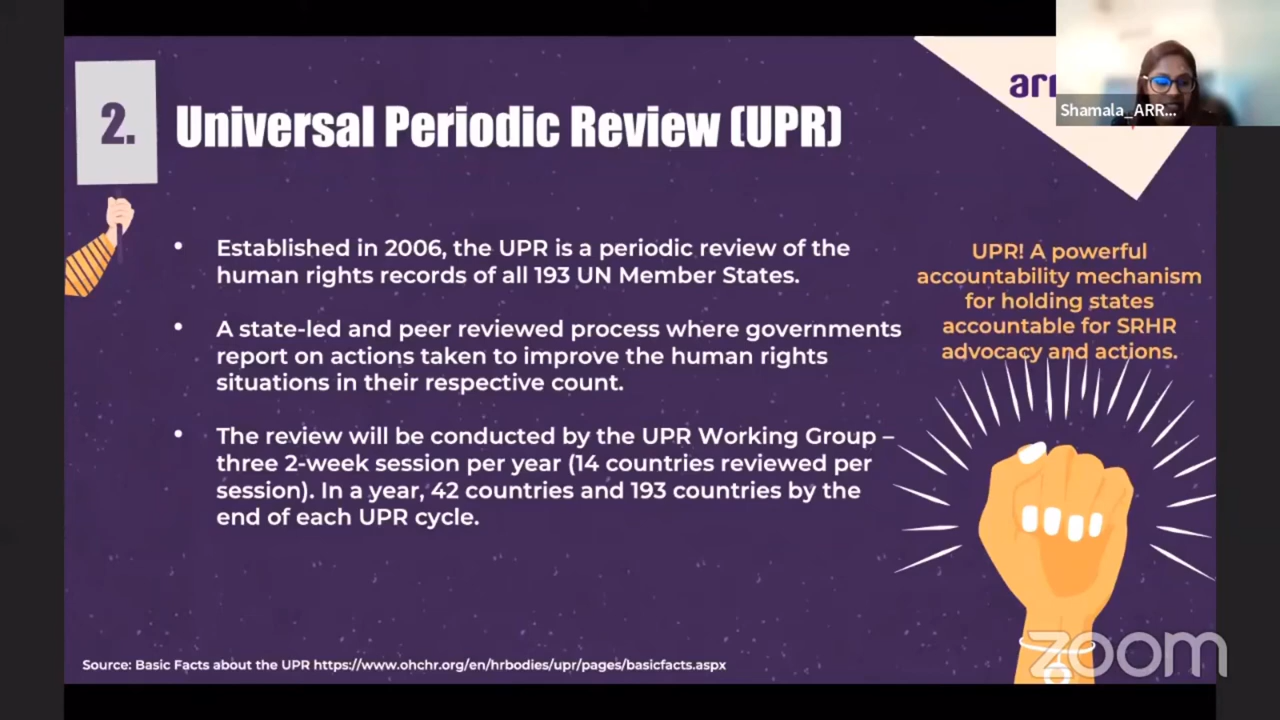 2.
Universal Periodic Review (UPR)
arr
Shamala_ARR...
• Established in 2006, the UPR is a periodic review of the
human rights records of all 193 UN Member States.
• A state-led and peer reviewed process where governments
report on actions taken to improve the human rights
situations in their respective count.
• The review will be conducted by the UPR Working Group –
three 2-week session per year (14 countries reviewed per
session). In a year, 42 countries and 193 countries by the
end of each UPR cycle.
UPR! A powerful
accountability mechanism
for holding states
accountable for SRHR
advocacy and actions.
Source: Basic Facts about the UPR https://www.ohchr.org/en/hrbodies/upr/pages/basicfacts.aspx
zoom